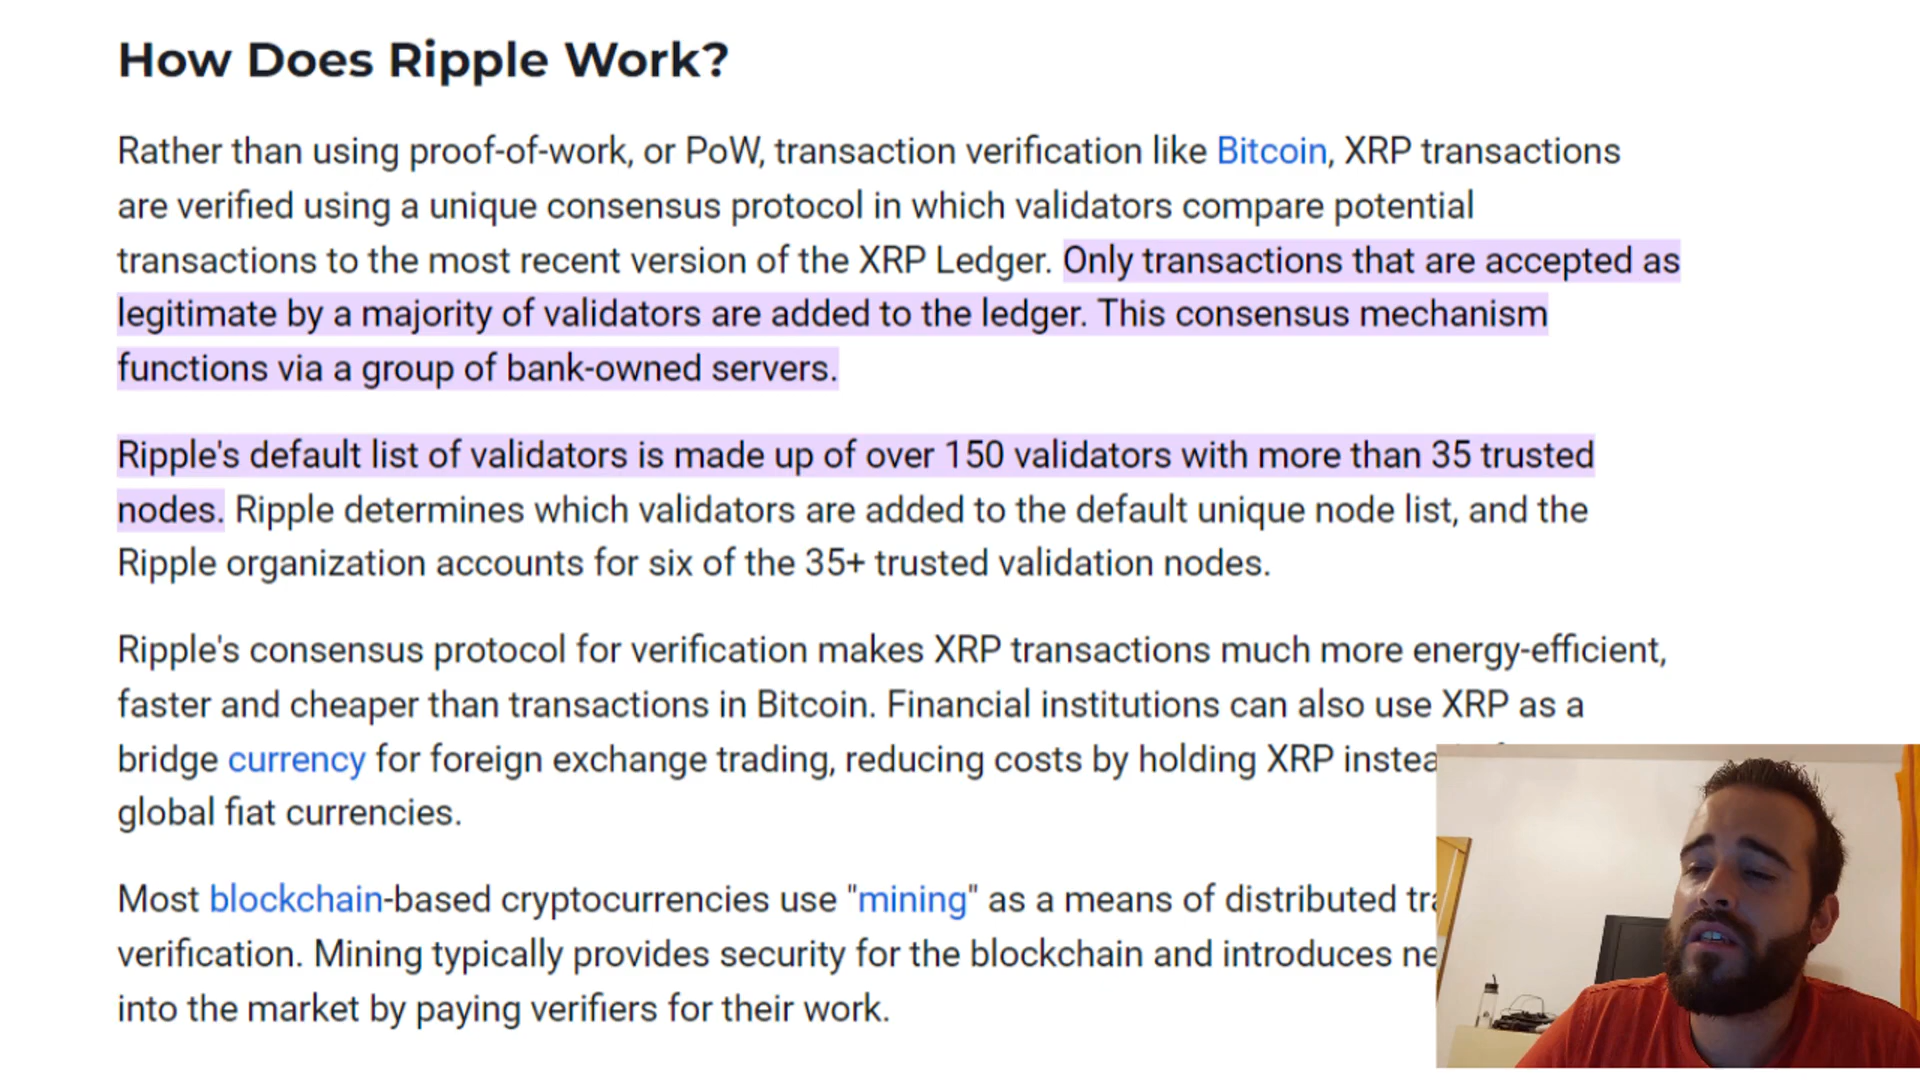 How Does Ripple Work?
Rather than using proof-of-work, or PoW, transaction verification like Bitcoin, XRP transactions
are verified using a unique consensus protocol in which validators compare potential
transactions to the most recent version of the XRP Ledger. Only transactions that are accepted as
legitimate by a majority of validators are added to the ledger. This consensus mechanism
functions via a group of bank-owned servers.
Ripple's default list of validators is made up of over 150 validators with more than 35 trusted
nodes. Ripple determines which validators are added to the default unique node list, and the
Ripple organization accounts for six of the 35+ trusted validation nodes.
Ripple's consensus protocol for verification makes XRP transactions much more energy-efficient,
faster and cheaper than transactions in Bitcoin. Financial institutions can also use XRP as a
bridge currency for foreign exchange trading, reducing costs by holding XRP
global fiat currencies.
Most blockchain-based cryptocurrencies use "mining" as a means of distributed
verification. Mining typically provides security for the blockchain and introduces
into the market by paying verifiers for their work.